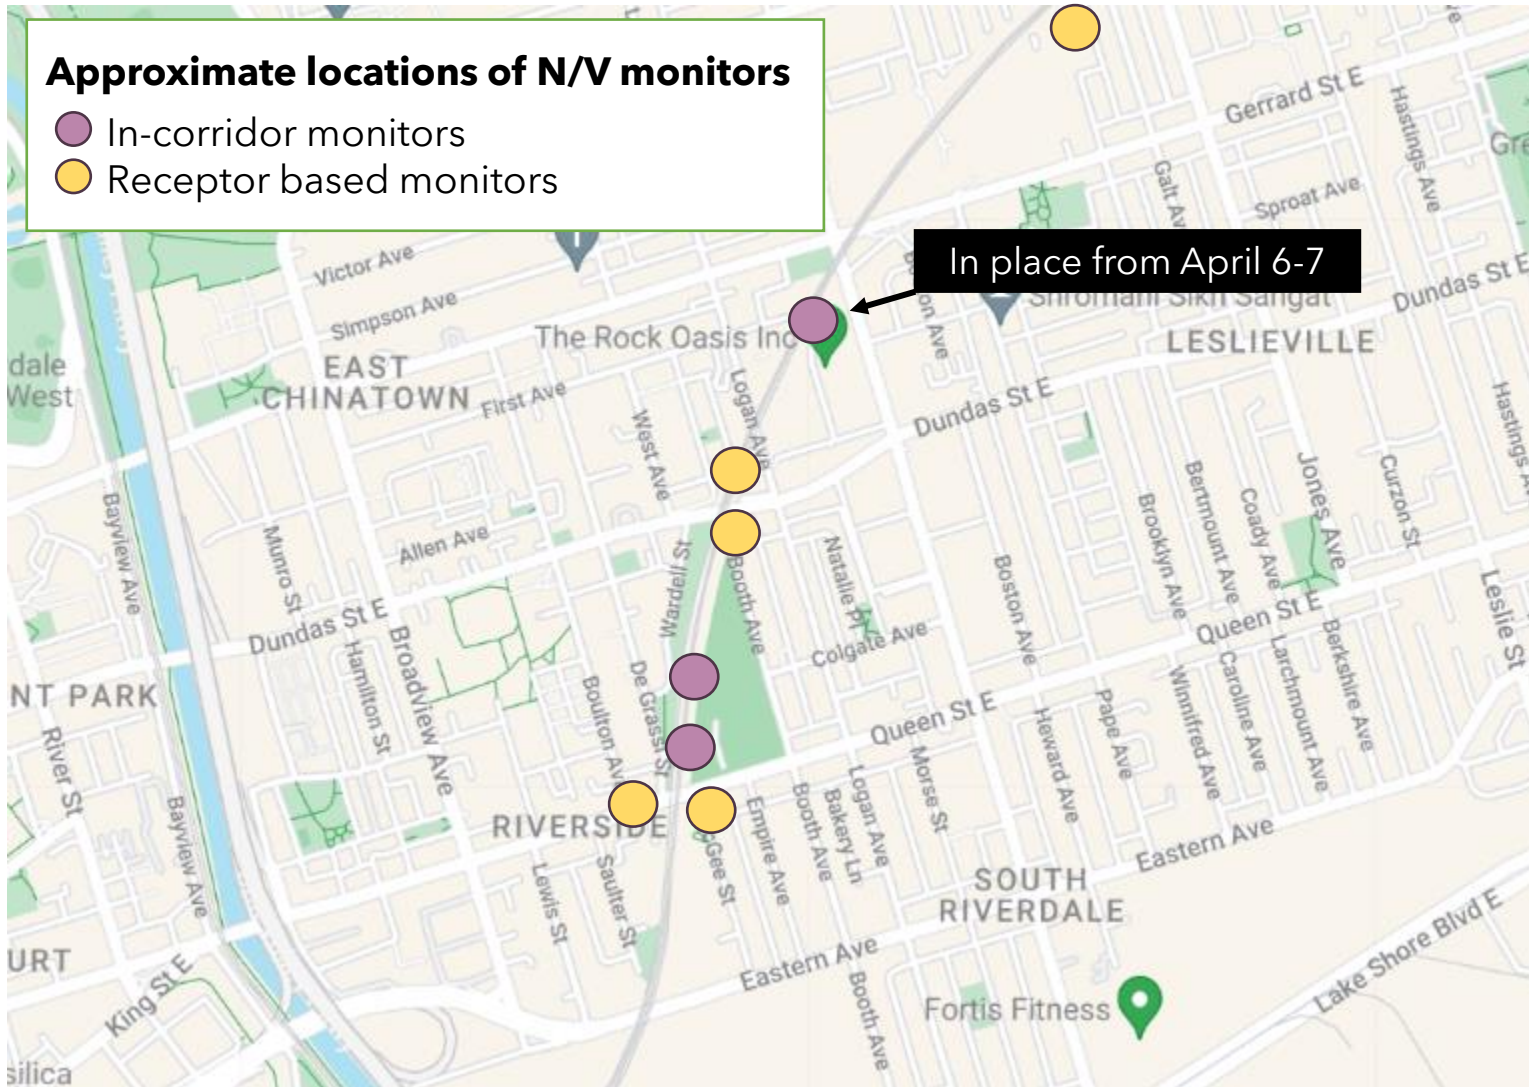 Approximate locations of N/V monitors
In-corridor monitors
Receptor based monitors
Gerrard St E
Hastings Ave
Galt Av
Sproat Ave
Gre
Victor Ave
In place from April 6-7
Simpson Ave
Shromani Sikh Sangat
Dundas St E
The Rock Oasis Inc
LESLIEVILLE
dale
West
EAST
CHINATOWN
First Ave
Logan Ave
West Ave
Dundas St E
Hastings A
Bayview Ave
Munro St
Allen Ave
Wardell St
Booth Ave
Natalie Pl
Colgate Ave
Boston Ave
Brooklyn Ave
Bertmount Ave
Coady Ave
Jones Ave
Curzon St
Leslie St
Queen St E
Dundas St E
Hamilton St
Broadview Ave
Boulton Ave
De Grassi St
NT PARK
River St
Bayview Ave
Queen St E
Heward Ave
Pape Ave
Winnifred Ave
Caroline Ave
Larchmount Ave
Berkshire Ave
RIVERSIDE
Lewis St
Saulter St
McGee St
Empire Ave
Booth Ave
Bakery Ln
Logan Ave
Morse St
Eastern Ave
SOUTH
RIVERDALE
URT
King St E
Eastern Ave
Booth Ave
Fortis Fitness
Lake Shore Blvd E
silica